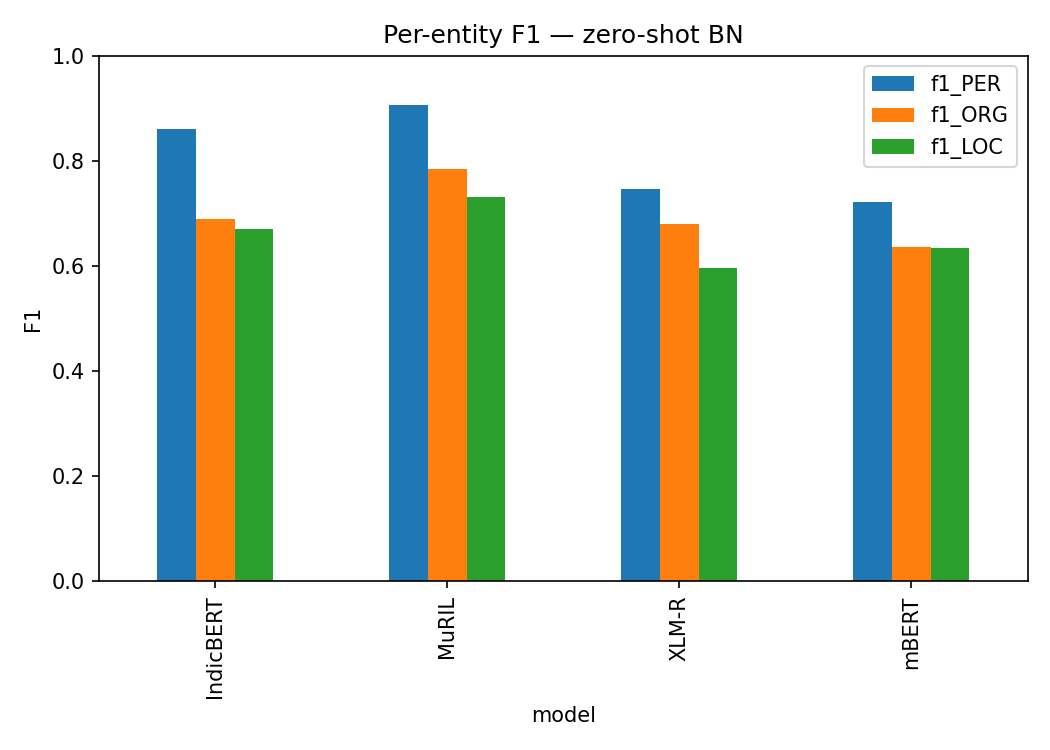 Per-entity F1 — zero-shot BN
1.0
0.8
0.6
0.4
0.2
0.0
F1
f1_PER
f1_ORG
f1_LOC
IndicBERT
MuRIL
XLM-R
mBERT
model